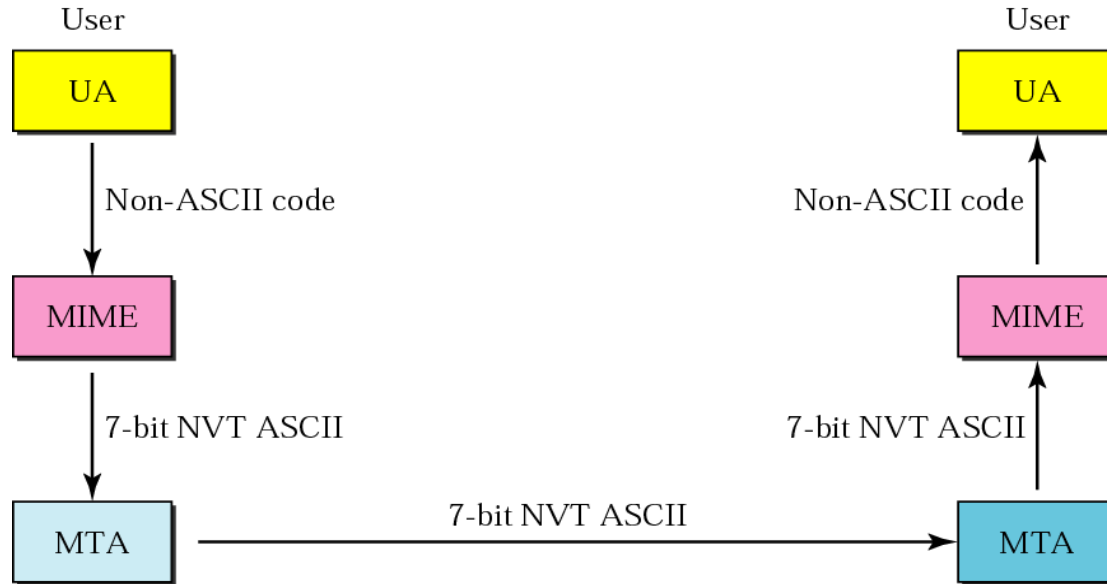 User
User
UA
UA
Non-ASCII code
Non-ASCII code
MIME
MIME
7-bit NVT ASCII
7-bit NVT ASCII
7-bit NVT ASCII
MTA
MTA